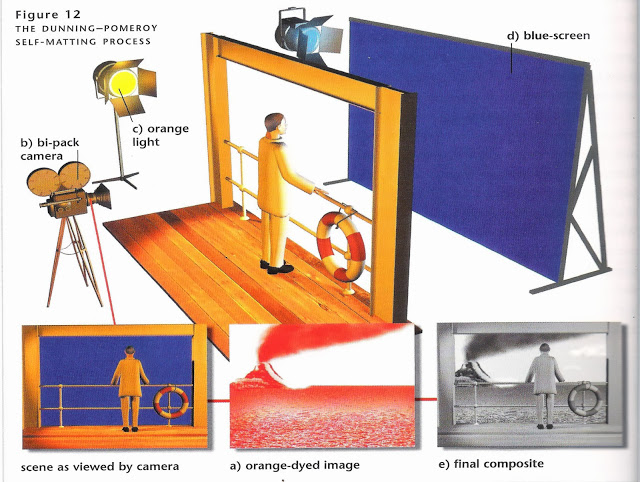 Figure 12
THE DUNNING–POMEROY
SELF-MATTING PROCESS
d) blue-screen
c) orange
light
b) bi-pack
camera
scene as viewed by camera
a) orange-dyed image
e) final composite